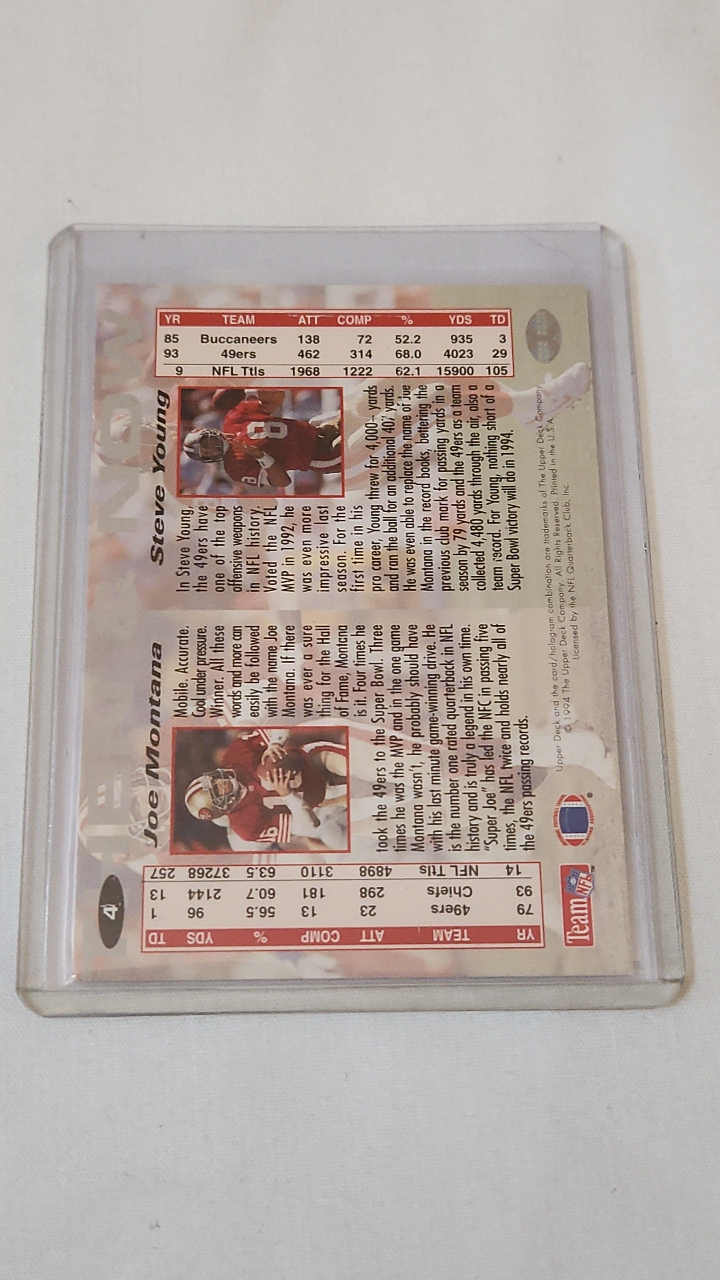 4
Joe Montana
Mobile. Accurate.
Cool under pressure.
Winner. All these
words and more can
easily be followed
with the name Joe
Montana. If there
was ever a sure
thing for the Hall
of Fame, Montana
is it. Four times he
took the 49ers to the Super Bowl. Three
times he was the MVP and in the one game
Montana wasn't, he probably should have
with his last minute game-winning drive. He
is the number one rated quarterback in NFL
history and is truly a legend in his own time.
"Super Joe" has led the NFC in passing five
times, the NFL twice and holds nearly all of
the 49ers passing records.
YR TEAM ATT COMP % YDS TD
79 49ers 23 13 56.5 96 1
93 Chiefs 298 181 60.7 2144 13
14 NFL Ttls 4898 3110 63.5 37268 257
NOW
Steve Young
In Steve Young,
the 49ers have
one of the top
offensive weapons
in NFL history.
Voted the NFL
MVP in 1992, he
was even more
impressive last
season. For the
first time in his
pro career, Young threw for 4,000+ yards
and ran the ball for an additional 407 yards.
He was even able to replace the name of Joe
Montana in the record books, bettering the
previous club mark for passing yards in a
season by 79 yards and the 49ers as a team
collected 4,480 yards through the air, also a
team record. For Young, nothing short of a
Super Bowl victory will do in 1994.
YR TEAM ATT COMP % YDS TD
85 Buccaneers 138 72 52.2 935 3
93 49ers 462 314 68.0 4023 29
9 NFL Ttls 1968 1222 62.1 15900 105
Team NFL
Upper Deck and the card/hologram combination are trademarks of The Upper Deck Company.
© 1994 The Upper Deck Company. All Rights Reserved. Printed in the U.S.A.
Licensed by the NFL Quarterback Club, Inc.